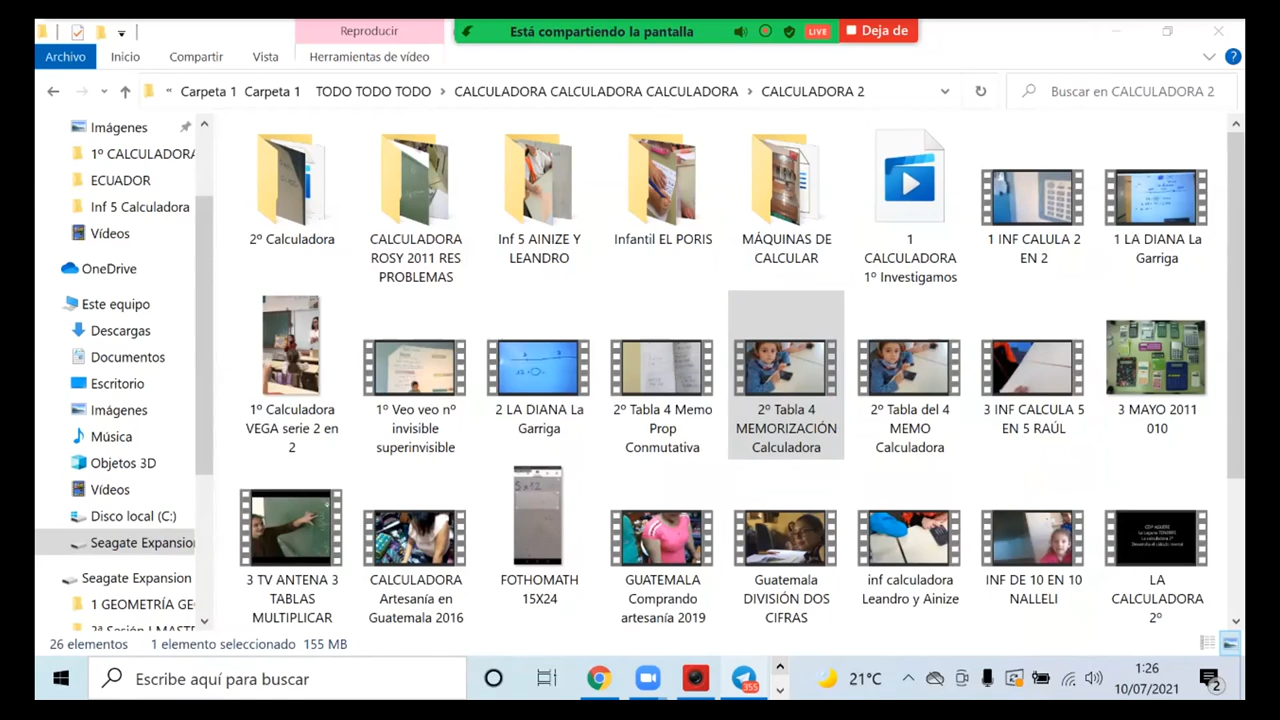 Reproducir
Está compartiendo la pantalla
LIVE
Deja de
Archivo
Inicio
Compartir
Vista
Herramientas de vídeo
Carpeta 1 Carpeta 1 TODO TODO TODO > CALCULADORA CALCULADORA CALCULADORA > CALCULADORA 2
Buscar en CALCULADORA 2
Imágenes
1º CALCULADORA
ECUADOR
Inf 5 Calculadora
Vídeos
OneDrive
Este equipo
Descargas
Documentos
Escritorio
Imágenes
Música
Objetos 3D
Vídeos
Disco local (C:)
Seagate Expansio
Seagate Expansion
1 GEOMETRÍA GE
2ª Sesión I MAST
2º Calculadora
CALCULADORA
ROSY 2011 RES
PROBLEMAS
Inf 5 AINIZE Y
LEANDRO
Infantil EL PORIS
MÁQUINAS DE
CALCULAR
1
CALCULADORA
1º Investigamos
1 INF CALULA 2
EN 2
1 LA DIANA La
Garriga
1º Calculadora
VEGA serie 2 en
2
1º Veo veo nº
invisible
superinvisible
2 LA DIANA La
Garriga
2º Tabla 4 Memo
Prop
Conmutativa
2º Tabla 4
MEMORIZACIÓN
Calculadora
2º Tabla del 4
MEMO
Calculadora
3 INF CALCULA 5
EN 5 RAÚL
3 MAYO 2011
010
3 TV ANTENA 3
TABLAS
MULTIPLICAR
CALCULADORA
Artesanía en
Guatemala 2016
FOTHOMATH
15X24
GUATEMALA
Comprando
artesanía 2019
Guatemala
DIVISIÓN DOS
CIFRAS
inf calculadora
Leandro y Ainize
INF DE 10 EN 10
NALLELI
LA
CALCULADORA
2º
26 elementos
1 elemento seleccionado 155 MB
Escribe aquí para buscar
355
21°C
1:26
10/07/2021
2